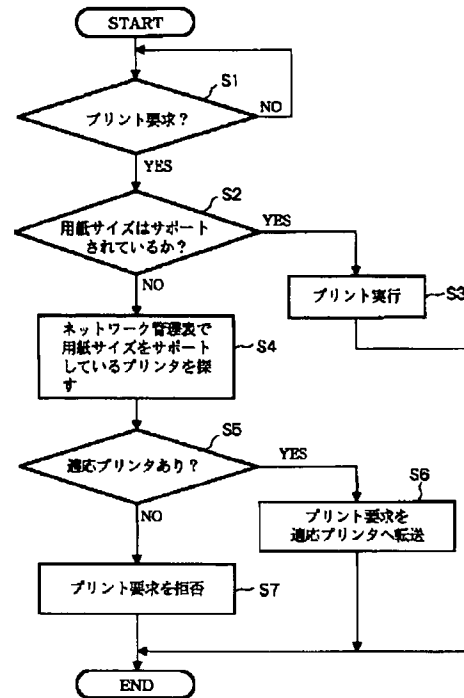 START
S1
プリント要求？
NO
YES
S2
用紙サイズはサポート
されているか？
YES
NO
プリント実行
S3
ネットワーク管理表で
用紙サイズをサポート
しているプリンタを探
す
S4
S5
適応プリンタあり？
YES
NO
S6
プリント要求を
適応プリンタへ転送
プリント要求を拒否
S7
END